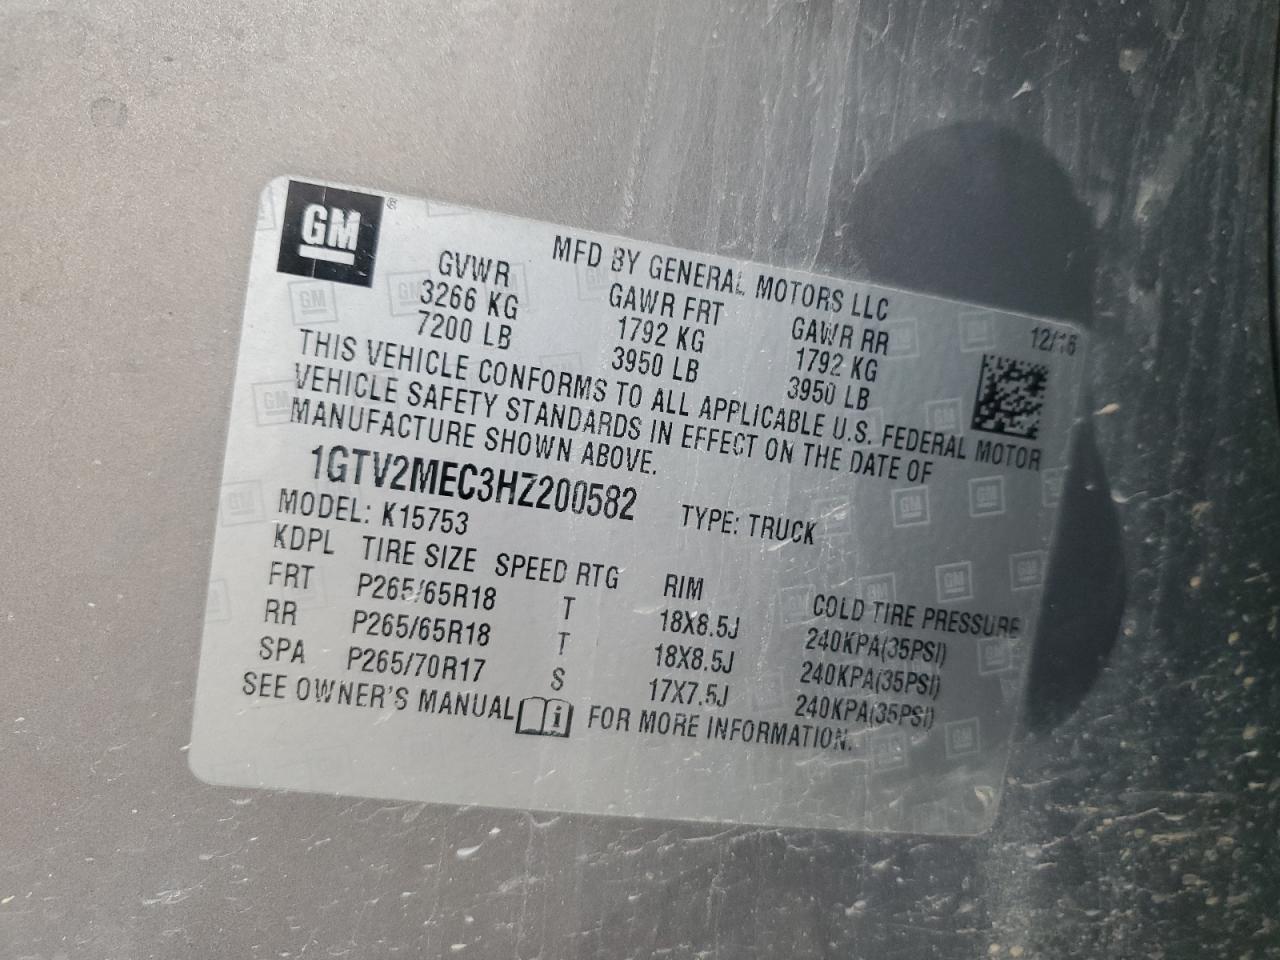 GM ®
MFD BY GENERAL MOTORS LLC
GVWR GAWR FRT GAWR RR 12/16
3266 KG 1792 KG 1792 KG
7200 LB 3950 LB 3950 LB
THIS VEHICLE CONFORMS TO ALL APPLICABLE U.S. FEDERAL MOTOR
VEHICLE SAFETY STANDARDS IN EFFECT ON THE DATE OF
MANUFACTURE SHOWN ABOVE.
1GTV2MEC3HZ200582 TYPE: TRUCK
MODEL: K15753
KDPL TIRE SIZE SPEED RTG RIM COLD TIRE PRESSURE
FRT P265/65R18 T 18X8.5J 240KPA(35PSI)
RR P265/65R18 T 18X8.5J 240KPA(35PSI)
SPA P265/70R17 S 17X7.5J 240KPA(35PSI)
SEE OWNER'S MANUAL i FOR MORE INFORMATION.